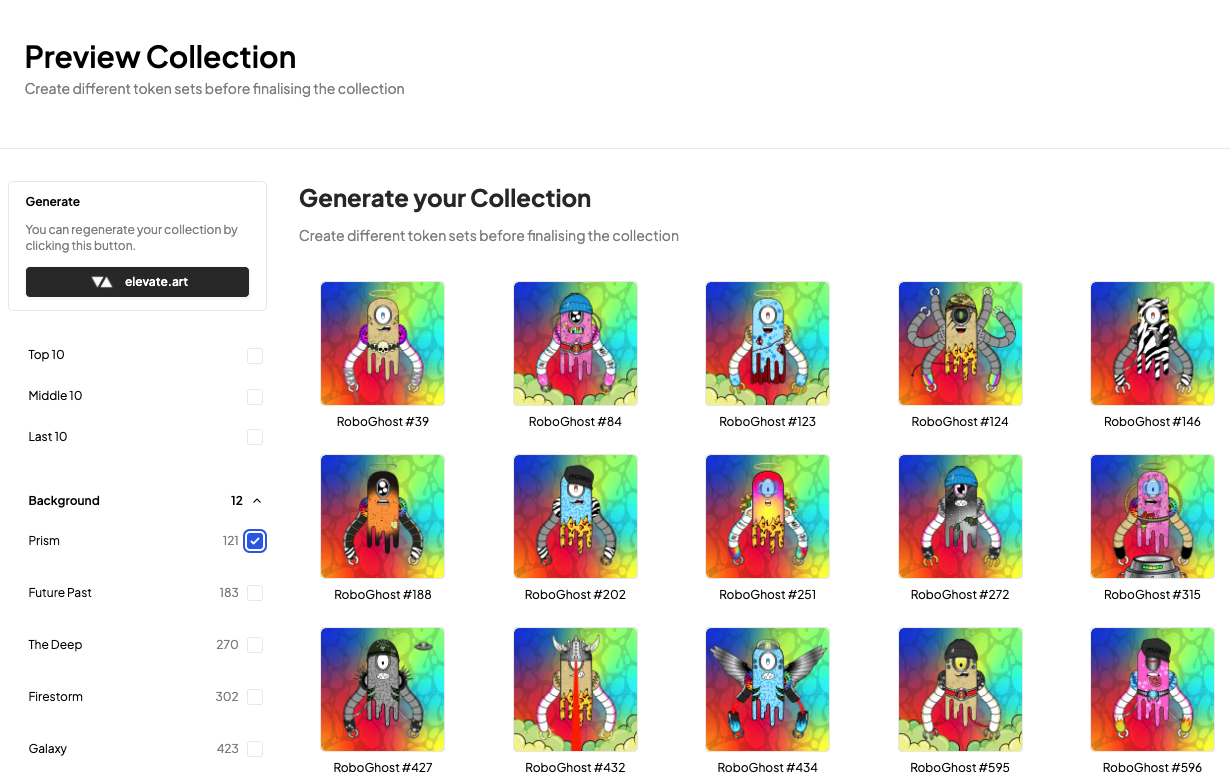 Preview Collection
Create different token sets before finalising the collection
Generate
You can regenerate your collection by
clicking this button.
elevate.art
Top 10
Middle 10
Last 10
Background 12
Prism 121
Future Past 183
The Deep 270
Firestorm 302
Galaxy 423
Generate your Collection
Create different token sets before finalising the collection
RoboGhost #39 RoboGhost #84 RoboGhost #123 RoboGhost #124 RoboGhost #146
RoboGhost #188 RoboGhost #202 RoboGhost #251 RoboGhost #272 RoboGhost #315
RoboGhost #427 RoboGhost #432 RoboGhost #434 RoboGhost #595 RoboGhost #596